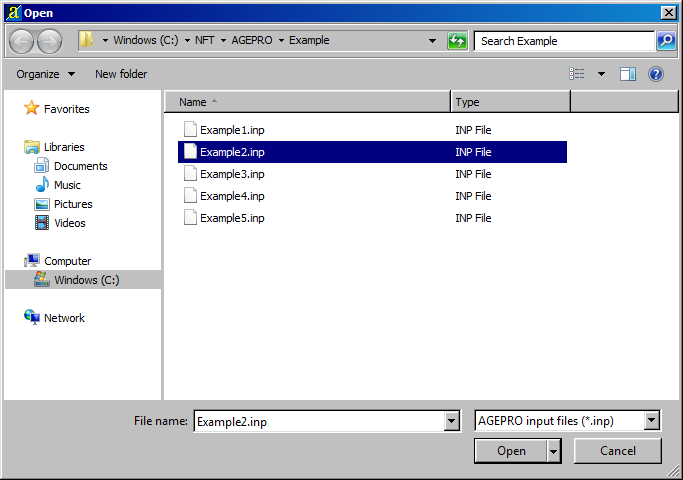 Open
Windows (C:) NFT AGEPRO Example
Search Example
Organize New folder
Favorites
Libraries
Documents
Music
Pictures
Videos
Computer
Windows (C:)
Network
Name Type
Example1.inp INP File
Example2.inp INP File
Example3.inp INP File
Example4.inp INP File
Example5.inp INP File
File name: Example2.inp AGEPRO input files (*.inp)
Open Cancel